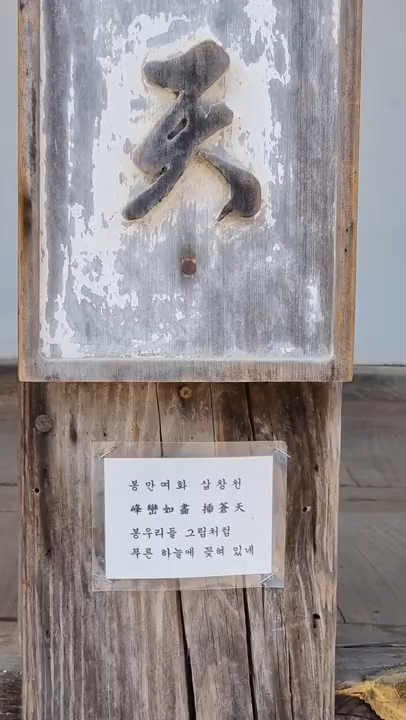 天
봉만여화 삽창천
峰巒如畵 揷蒼天
봉우리들 그림처럼
푸른 하늘에 꽂혀 있네